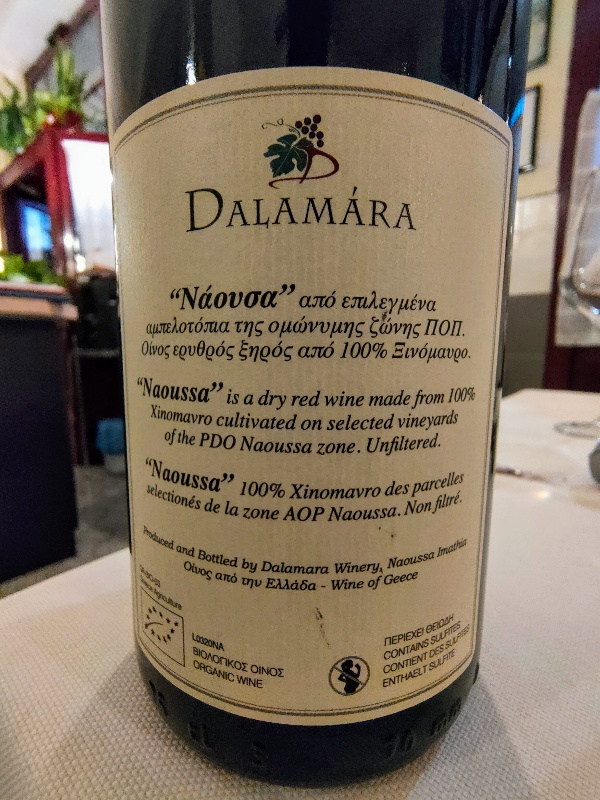 DALAMÁRA
“Νάουσα” από επιλεγμένα
αμπελοτόπια της ομώνυμης ζώνης ΠΟΠ.
Οίνος ερυθρός ξηρός από 100% Ξινόμαυρο.
“Naoussa” is a dry red wine made from 100%
Xinomavro cultivated on selected vineyards
of the PDO Naoussa zone. Unfiltered.
“Naoussa” 100% Xinomavro des parcelles
selectionés de la zone AOP Naoussa. Non filtré.
Produced and Bottled by Dalamara Winery, Naoussa Imathia
Οίνος από την Ελλάδα - Wine of Geece
Agriculture
L0320NA
ΒΙΟΛΟΓΙΚΟΣ ΟΙΝΟΣ
ORGANIC WINE
ΠΕΡΙΕΧΕΙ ΘΕΙΩΔΗ
CONTAINS SULFITES
CONTIENT DES SULFITES
ENTHAELT SULFITE